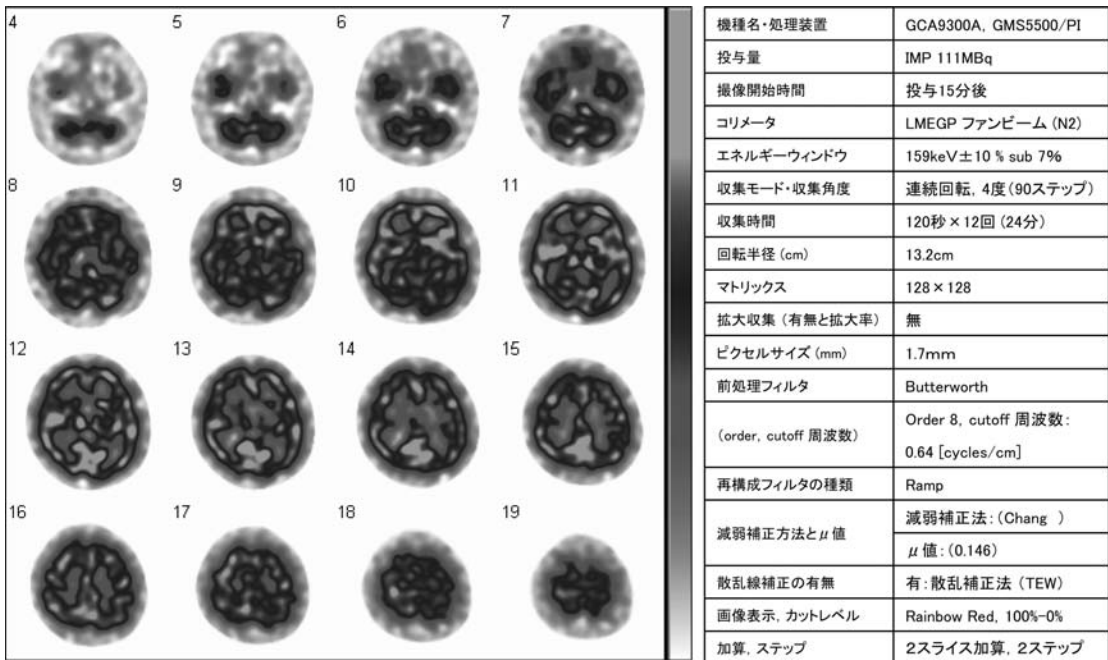 4 5 6 7
8 9 10 11
12 13 14 15
16 17 18 19
機種名・処理装置 GCA9300A, GMS5500/PI
投与量 IMP 111MBq
撮像開始時間 投与15分後
コリメータ LMEGP ファンビーム (N2)
エネルギーウィンドウ 159keV±10 % sub 7%
収集モード・収集角度 連続回転, 4度(90ステップ)
収集時間 120秒×12回 (24分)
回転半径 (cm) 13.2cm
マトリックス 128×128
拡大収集 (有無と拡大率) 無
ピクセルサイズ (mm) 1.7mm
前処理フィルタ Butterworth
(order, cutoff 周波数) Order 8, cutoff 周波数:
0.64 [cycles/cm]
再構成フィルタの種類 Ramp
減弱補正方法とμ値 減弱補正法:(Chang )
μ値:(0.146)
散乱線補正の有無 有:散乱補正法 (TEW)
画像表示, カットレベル Rainbow Red, 100%-0%
加算, ステップ 2スライス加算, 2ステップ